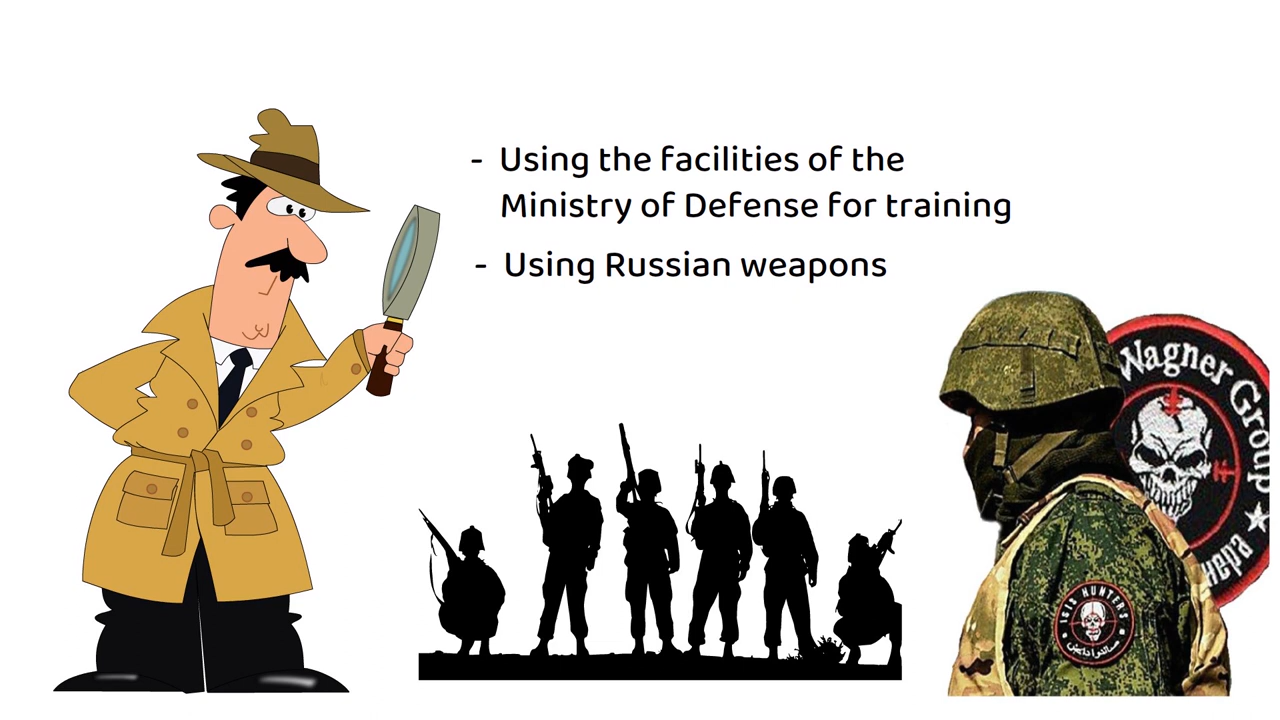 - Using the facilities of the
Ministry of Defense for training
- Using Russian weapons
Wagner Group
ISIS HUNTERS